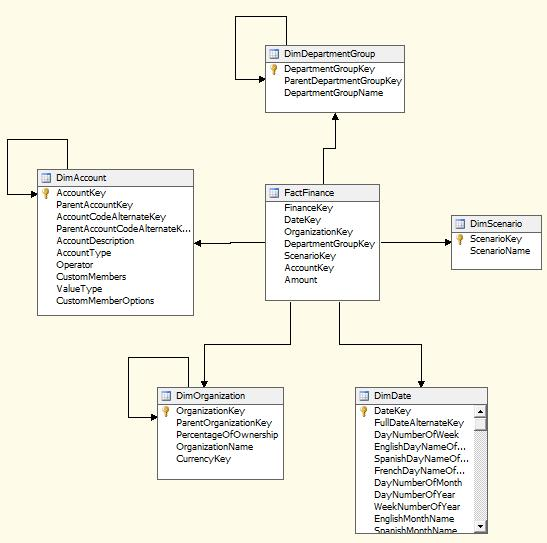 DimDepartmentGroup
DepartmentGroupKey
ParentDepartmentGroupKey
DepartmentGroupName
DimAccount
AccountKey
ParentAccountKey
AccountCodeAlternateKey
ParentAccountCodeAlternateK...
AccountDescription
AccountType
Operator
CustomMembers
ValueType
CustomMemberOptions
FactFinance
FinanceKey
DateKey
OrganizationKey
DepartmentGroupKey
ScenarioKey
AccountKey
Amount
DimScenario
ScenarioKey
ScenarioName
DimOrganization
OrganizationKey
ParentOrganizationKey
PercentageOfOwnership
OrganizationName
CurrencyKey
DimDate
DateKey
FullDateAlternateKey
DayNumberOfWeek
EnglishDayNameOf...
SpanishDayNameOf...
FrenchDayNameOf...
DayNumberOfMonth
DayNumberOfYear
WeekNumberOfYear
EnglishMonthName
SpanishMonthName